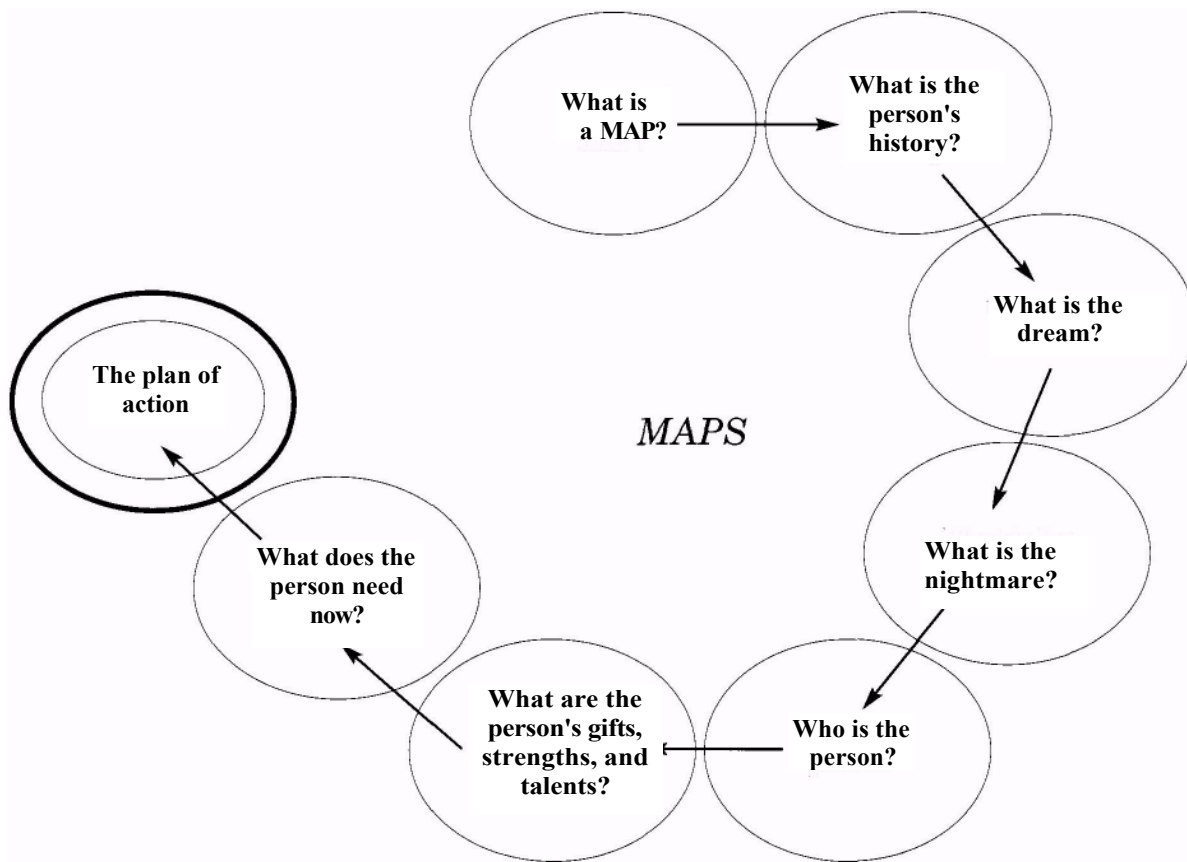 What is
a MAP?
What is the
person's
history?
What is the
dream?
What is the
nightmare?
Who is the
person?
What are the
person's gifts,
strengths, and
talents?
What does the
person need
now?
The plan of
action
MAPS